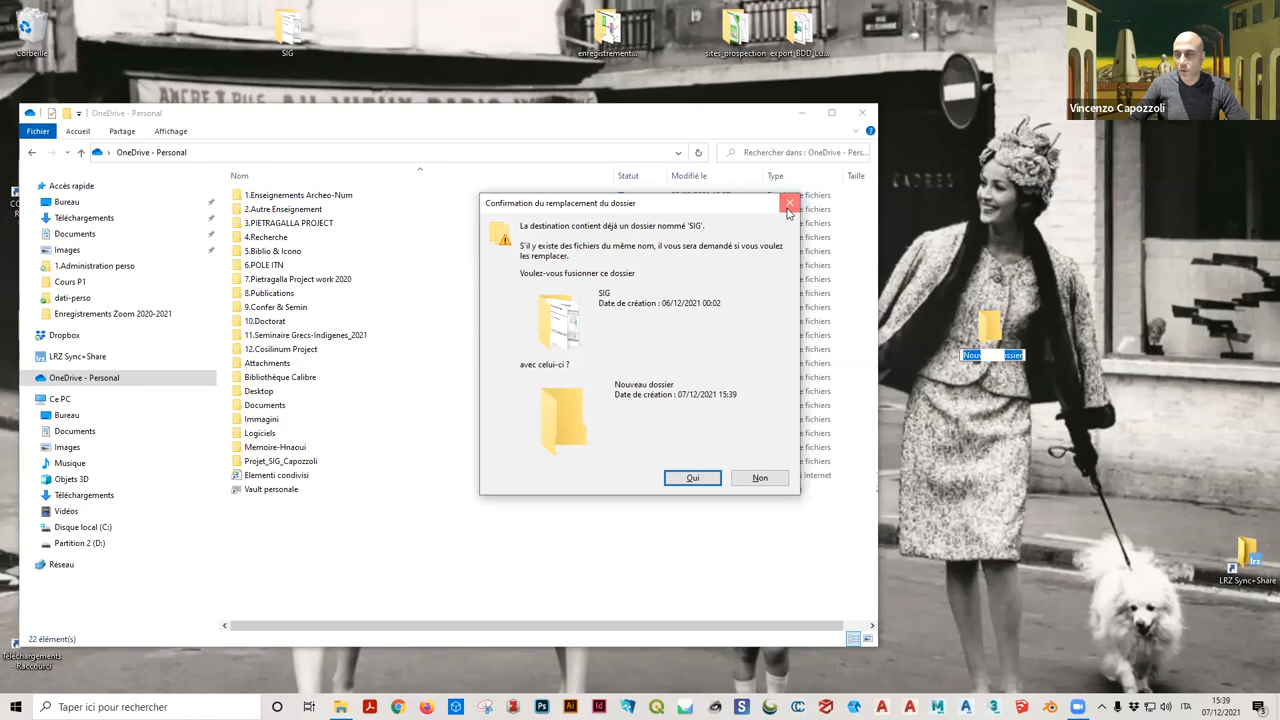 Corbeille
SIG
enregistrement...
sites_prospection
export_BDD_Lu...
Vincenzo Capozzoli
OneDrive - Personal
Fichier
Accueil
Partage
Affichage
OneDrive - Personal
Rechercher dans : OneDrive - Pers...
Nom
Statut
Modifié le
Type
Taille
Accès rapide
Bureau
Téléchargements
Documents
Images
1.Administration perso
Cours P1
dati-perso
Enregistrements Zoom 2020-2021
Dropbox
LRZ Sync+Share
OneDrive - Personal
Ce PC
Bureau
Documents
Images
Musique
Objets 3D
Téléchargements
Vidéos
Disque local (C:)
Partition 2 (D:)
Réseau
1.Enseignements Archeo-Num
2.Autre Enseignement
3.PIETRAGALLA PROJECT
4.Recherche
5.Biblio & Icono
6.POLE ITN
7.Pietragalla Project work 2020
8.Publications
9.Confer & Semin
10.Doctorat
11.Seminaire Grecs-Indigenes_2021
12.Cosilinum Project
Attachments
Bibliothèque Calibre
Desktop
Documents
Immagini
Logiciels
Memoire-Hnaoui
Projet_SIG_Capozzoli
Elementi condivisi
Vault personale
Confirmation du remplacement du dossier
La destination contient déjà un dossier nommé 'SIG'.
S'il y existe des fichiers du même nom, il vous sera demandé si vous voulez
les remplacer.
Voulez-vous fusionner ce dossier
SIG
Date de création : 06/12/2021 00:02
avec celui-ci ?
Nouveau dossier
Date de création : 07/12/2021 15:39
Oui
Non
22 élément(s)
CADRES
LRZ Sync+Share
Téléchargements
- Raccourci
Taper ici pour rechercher
ITA
15:39
07/12/2021